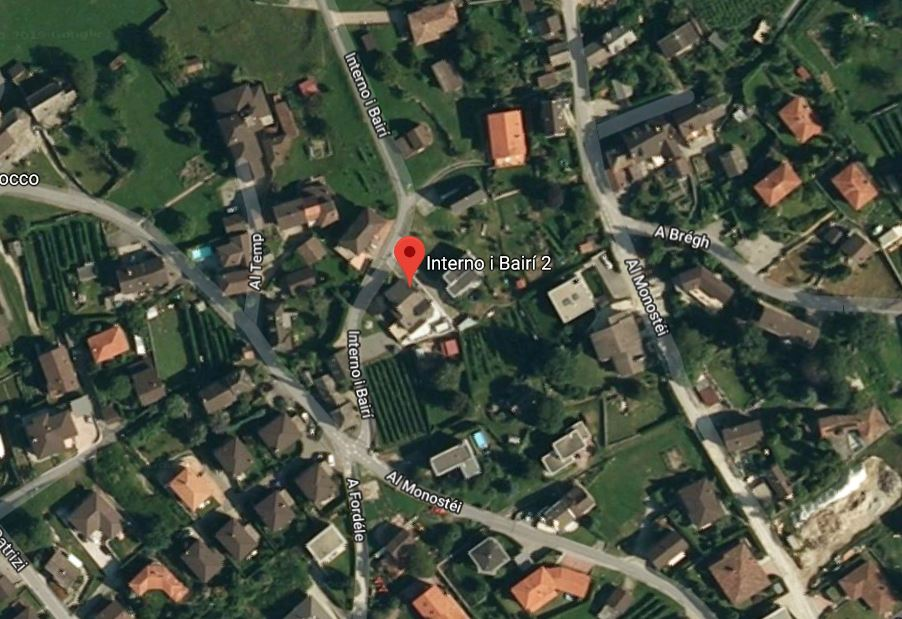 Interno i Bairí
OCCO
A Brégh
Al Temp
Interno i Bairí 2
Al Monostéi
Interno i Bairí
Al Monostéi
A Fordéle
atrizi